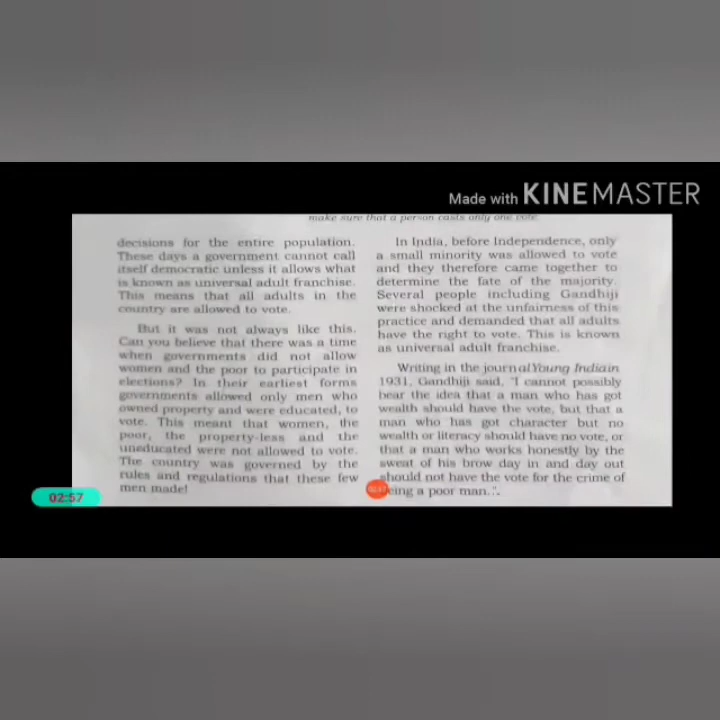 Made with KINEMASTER
make sure that a person casts only one vote.
decisions for the entire population.
These days a government cannot call
itself democratic unless it allows what
is known as universal adult franchise.
This means that all adults in the
country are allowed to vote.
But it was not always like this.
Can you believe that there was a time
when governments did not allow
women and the poor to participate in
elections? In their earliest forms
governments allowed only men who
owned property and were educated, to
vote. This meant that women, the
poor, the property-less and the
uneducated were not allowed to vote.
The country was governed by the
rules and regulations that these few
men made!
In India, before Independence, only
a small minority was allowed to vote
and they therefore came together to
determine the fate of the majority.
Several people including Gandhiji
were shocked at the unfairness of this
practice and demanded that all adults
have the right to vote. This is known
as universal adult franchise.
Writing in the journal Young India in
1931, Gandhiji said, "I cannot possibly
bear the idea that a man who has got
wealth should have the vote, but that a
man who has got character but no
wealth or literacy should have no vote, or
that a man who works honestly by the
sweat of his brow day in and day out
should not have the vote for the crime of
being a poor man...".
02:57
02:57